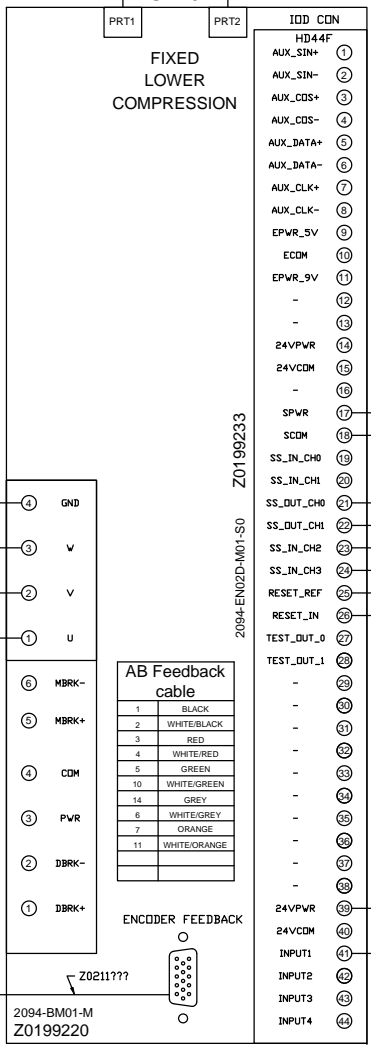 PRT1
PRT2
IOD CON
HD44F
FIXED
LOWER
COMPRESSION
AUX_SIN+ 1
AUX_SIN- 2
AUX_COS+ 3
AUX_COS- 4
AUX_DATA+ 5
AUX_DATA- 6
AUX_CLK+ 7
AUX_CLK- 8
EPWR_5V 9
ECOM 10
EPWR_9V 11
- 12
- 13
24VPWR 14
24VCOM 15
- 16
SPWR 17
SCOM 18
SS_IN_CH0 19
SS_IN_CH1 20
SS_OUT_CH0 21
SS_OUT_CH1 22
SS_IN_CH2 23
SS_IN_CH3 24
RESET_REF 25
RESET_IN 26
TEST_OUT_0 27
TEST_OUT_1 28
- 29
- 30
- 31
- 32
- 33
- 34
- 35
- 36
- 37
- 38
24VPWR 39
24VCOM 40
INPUT1 41
INPUT2 42
INPUT3 43
INPUT4 44
Z0199233
2094-EN02D-M01-S0
4 GND
3 W
2 V
1 U
6 MBRK-
5 MBRK+
4 COM
3 PWR
2 DBRK-
1 DBRK+
AB Feedback
cable
1 BLACK
2 WHITE/BLACK
3 RED
4 WHITE/RED
5 GREEN
10 WHITE/GREEN
14 GREY
6 WHITE/GREY
7 ORANGE
11 WHITE/ORANGE
ENCODER FEEDBACK
Z0211???
2094-BM01-M
Z0199220